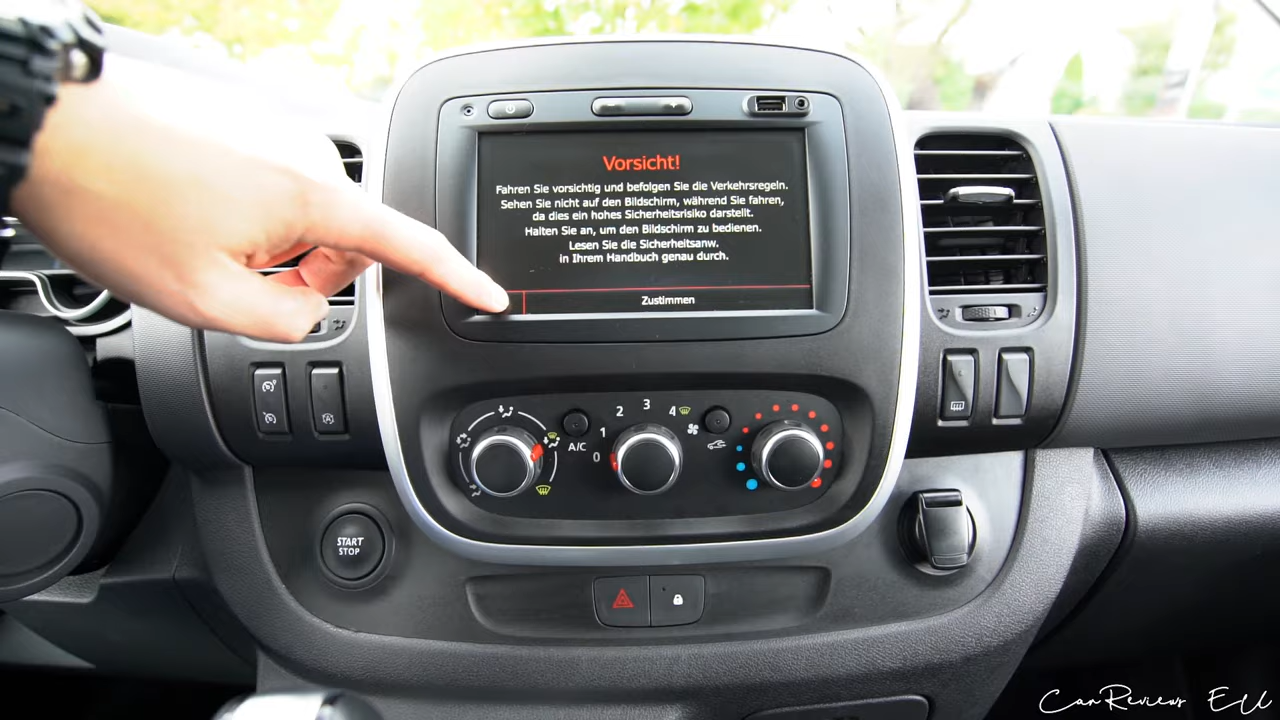 Vorsicht!
Fahren Sie vorsichtig und befolgen Sie die Verkehrsregeln.
Sehen Sie nicht auf den Bildschirm, während Sie fahren,
da dies ein hohes Sicherheitsrisiko darstellt.
Halten Sie an, um den Bildschirm zu bedienen.
Lesen Sie die Sicherheitsanw.
in Ihrem Handbuch genau durch.
Zustimmen
A/C
0 1 2 3 4
START
STOP
CarReviews EU